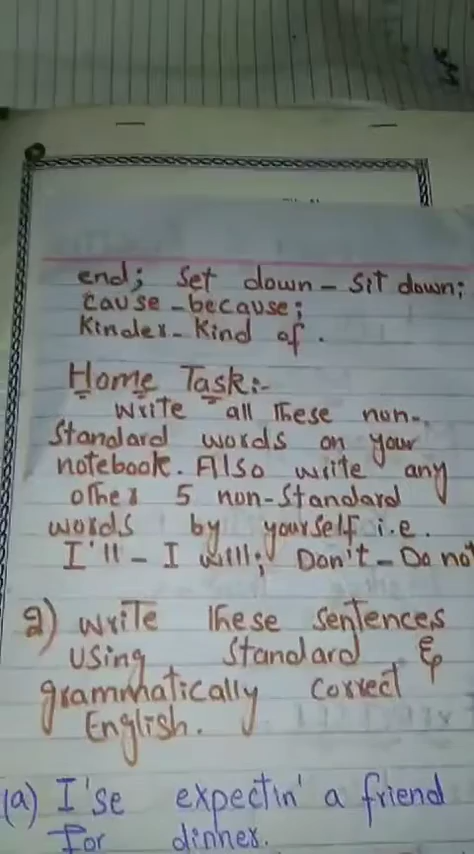 end; set down - sit down;
cause - because;
Kinder - Kind of.
Home Task:-
write all these non-
Standard words on your
notebook. Also write any
other 5 non-Standard
words by yourself i.e.
I'll - I will; Don't - Do not
2) write these sentences
using Standard &
grammatically correct
English.
(a) I'se expectin' a friend
for dinner.